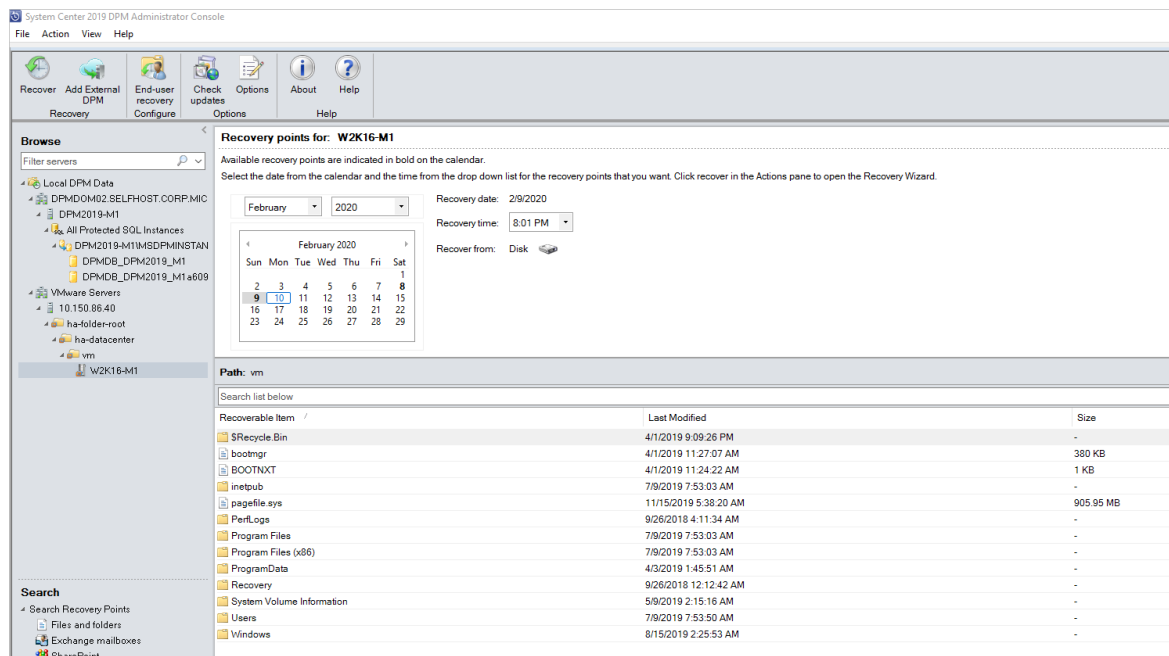 System Center 2019 DPM Administrator Console
File Action View Help
Recover Add External DPM End-user recovery Check updates Options About Help
Recovery Configure Options Help
Browse
Filter servers
Local DPM Data
DPMDOM02.SELFHOST.CORP.MIC
DPM2019-M1
All Protected SQL Instances
DPM2019-M1\MSDPMINSTAN
DPMDB_DPM2019_M1
DPMDB_DPM2019_M1a609
VMware Servers
10.150.86.40
ha-folder-root
ha-datacenter
vm
W2K16-M1
Search
Search Recovery Points
Files and folders
Exchange mailboxes
SharePoint
Recovery points for: W2K16-M1
Available recovery points are indicated in bold on the calendar.
Select the date from the calendar and the time from the drop down list for the recovery points that you want. Click recover in the Actions pane to open the Recovery Wizard.
February 2020
Recovery date: 2/9/2020
Recovery time: 8:01 PM
Recover from: Disk
February 2020
Sun Mon Tue Wed Thu Fri Sat
1
2 3 4 5 6 7 8
9 10 11 12 13 14 15
16 17 18 19 20 21 22
23 24 25 26 27 28 29
Path: vm
Search list below
Recoverable Item / Last Modified Size
$Recycle.Bin 4/1/2019 9:09:26 PM -
bootmgr 4/1/2019 11:27:07 AM 380 KB
BOOTNXT 4/1/2019 11:24:22 AM 1 KB
inetpub 7/9/2019 7:53:03 AM -
pagefile.sys 11/15/2019 5:38:20 AM 905.95 MB
PerfLogs 9/26/2018 4:11:34 AM -
Program Files 7/9/2019 7:53:03 AM -
Program Files (x86) 7/9/2019 7:53:03 AM -
ProgramData 4/3/2019 1:45:51 AM -
Recovery 9/26/2018 12:12:42 AM -
System Volume Information 5/9/2019 2:15:16 AM -
Users 7/9/2019 7:53:50 AM -
Windows 8/15/2019 2:25:53 AM -